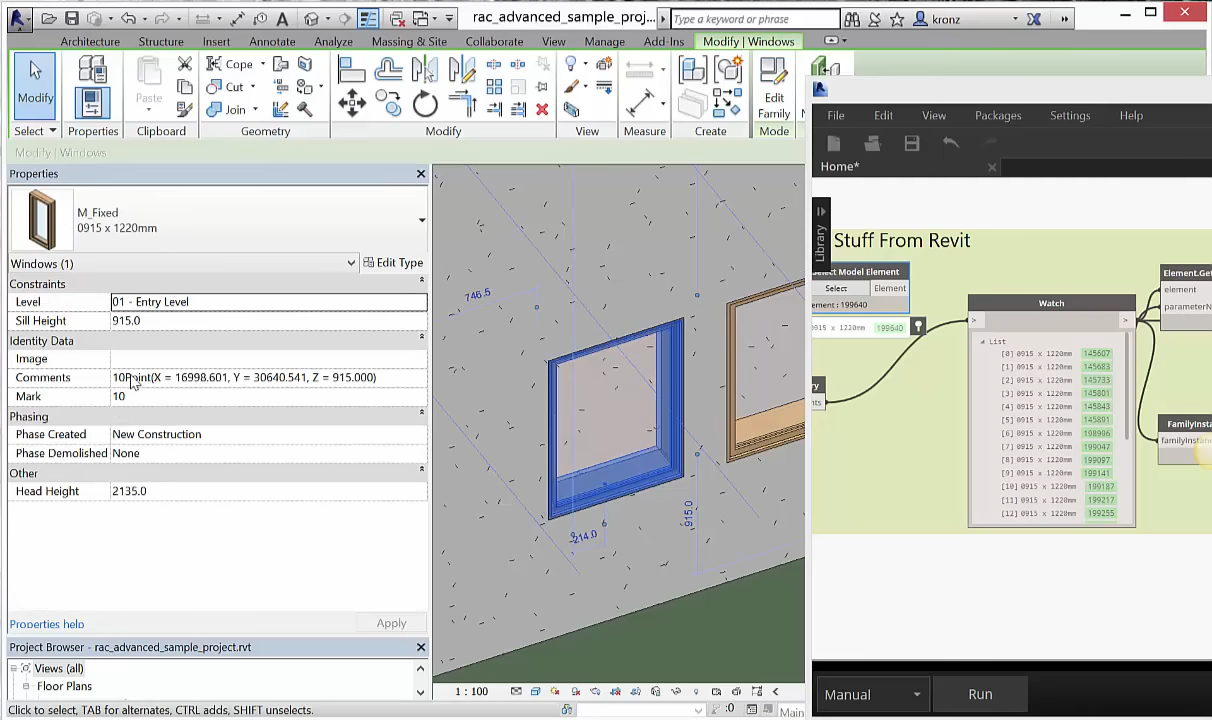 rac_advanced_sample_proj...
Type a keyword or phrase
kronz
Architecture Structure Insert Annotate Analyze Massing & Site Collaborate View Manage Add-Ins Modify | Windows
Modify
Paste
Cope
Cut
Join
Edit
Family
Select Properties Clipboard Geometry Modify View Measure Create Mode
Modify | Windows
Properties
M_Fixed
0915 x 1220mm
Windows (1)
Edit Type
Constraints
Level 01 - Entry Level
Sill Height 915.0
Identity Data
Image
Comments 10Point(X = 16998.601, Y = 30640.541, Z = 915.000)
Mark 10
Phasing
Phase Created New Construction
Phase Demolished None
Other
Head Height 2135.0
Properties help
Apply
Project Browser - rac_advanced_sample_project.rvt
Views (all)
Floor Plans
Click to select, TAB for alternates, CTRL adds, SHIFT unselects.
746.5
214.0
915.0
1 : 100
:0
Main
File Edit View Packages Settings Help
Home*
Library
Stuff From Revit
Select Model Element
Select Element
ement : 199640
0915 x 1220mm 199640
ry
nts
Watch
> >
List
[0] 0915 x 1220mm 145607
[1] 0915 x 1220mm 145683
[2] 0915 x 1220mm 145733
[3] 0915 x 1220mm 145801
[4] 0915 x 1220mm 145843
[5] 0915 x 1220mm 145891
[6] 0915 x 1220mm 198996
[7] 0915 x 1220mm 199047
[8] 0915 x 1220mm 199097
[9] 0915 x 1220mm 199141
[10] 0915 x 1220mm 199187
[11] 0915 x 1220mm 199217
[12] 0915 x 1220mm 199255
Element.Get
element
parameterN
FamilyInsta
familyInstan
Manual
Run